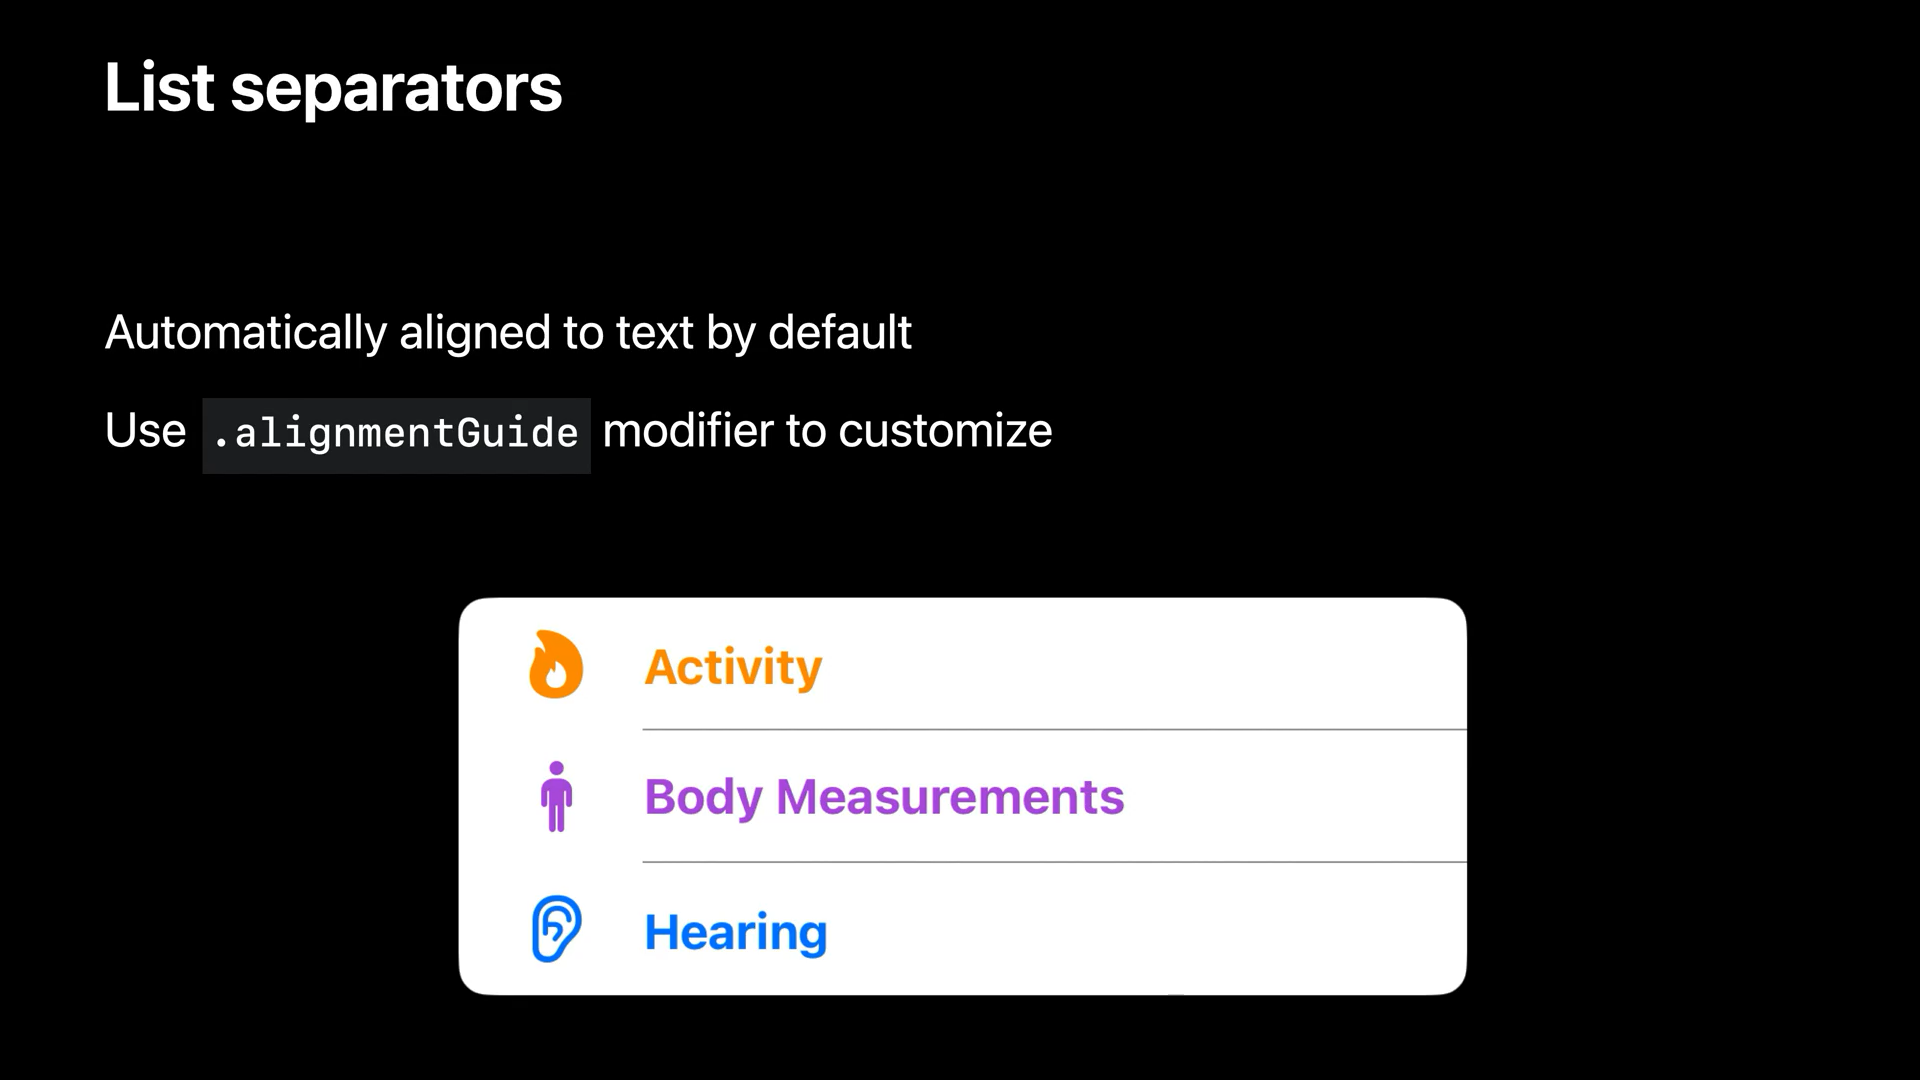 List separators
Automatically aligned to text by default
Use .alignmentGuide modifier to customize
Activity
Body Measurements
Hearing